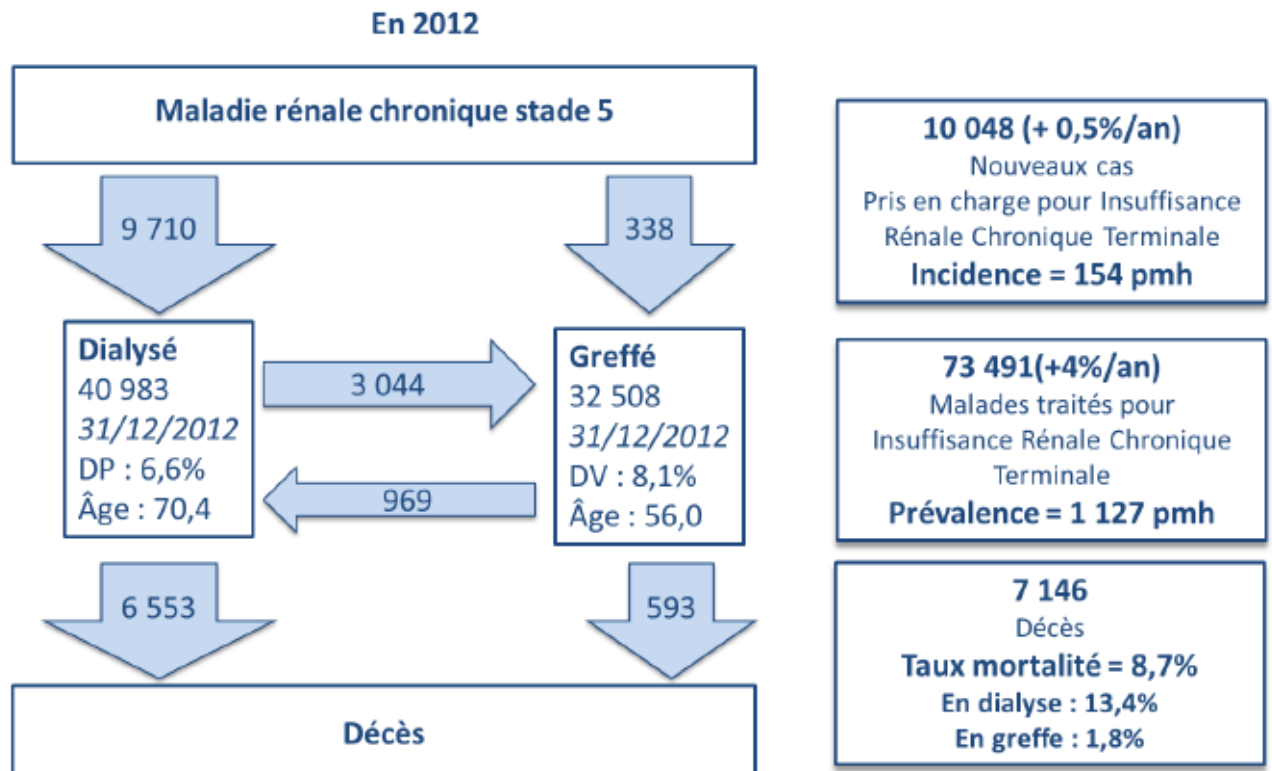 En 2012
Maladie rénale chronique stade 5
9 710
338
Dialysé
40 983
31/12/2012
DP : 6,6%
Âge : 70,4
3 044
969
Greffé
32 508
31/12/2012
DV : 8,1%
Âge : 56,0
6 553
593
Décès
10 048 (+ 0,5%/an)
Nouveaux cas
Pris en charge pour Insuffisance
Rénale Chronique Terminale
Incidence = 154 pmh
73 491(+4%/an)
Malades traités pour
Insuffisance Rénale Chronique
Terminale
Prévalence = 1 127 pmh
7 146
Décès
Taux mortalité = 8,7%
En dialyse : 13,4%
En greffe : 1,8%